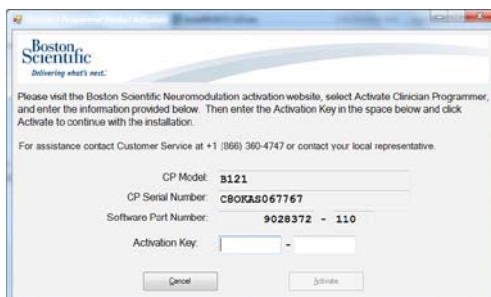 Boston
Scientific
Delivering what's next.™
Please visit the Boston Scientific Neuromodulation activation website, select Activate Clinician Programmer,
and enter the information provided below. Then enter the Activation Key in the space below and click
Activate to continue with the installation.
For assistance contact Customer Service at +1 (866) 360-4747 or contact your local representative.
CP Model: B121
CP Serial Number: C8OKAS067767
Software Part Number: 9028372 - 110
Activation Key: -
Cancel Activate